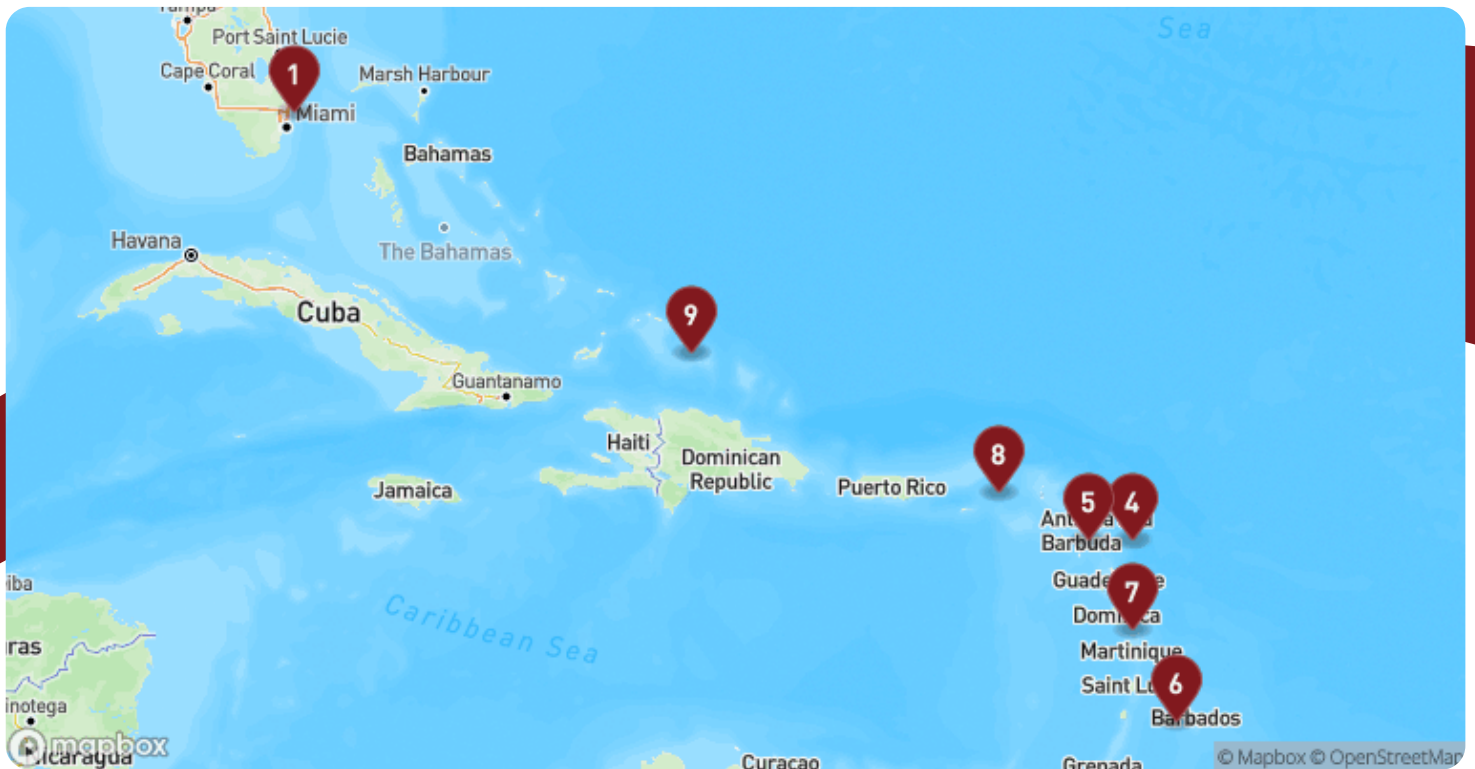 Sea
Port Saint Lucie
Cape Coral
1
Marsh Harbour
Miami
Bahamas
Havana
The Bahamas
Cuba
9
Guantanamo
Haiti
Dominican
Republic
8
Puerto Rico
Jamaica
5
4
Barbuda
7
Caribbean Sea
Martinique
6
Barbados
mapbox
Nicaragua
Curacao
Grenada
© Mapbox © OpenStreetMap